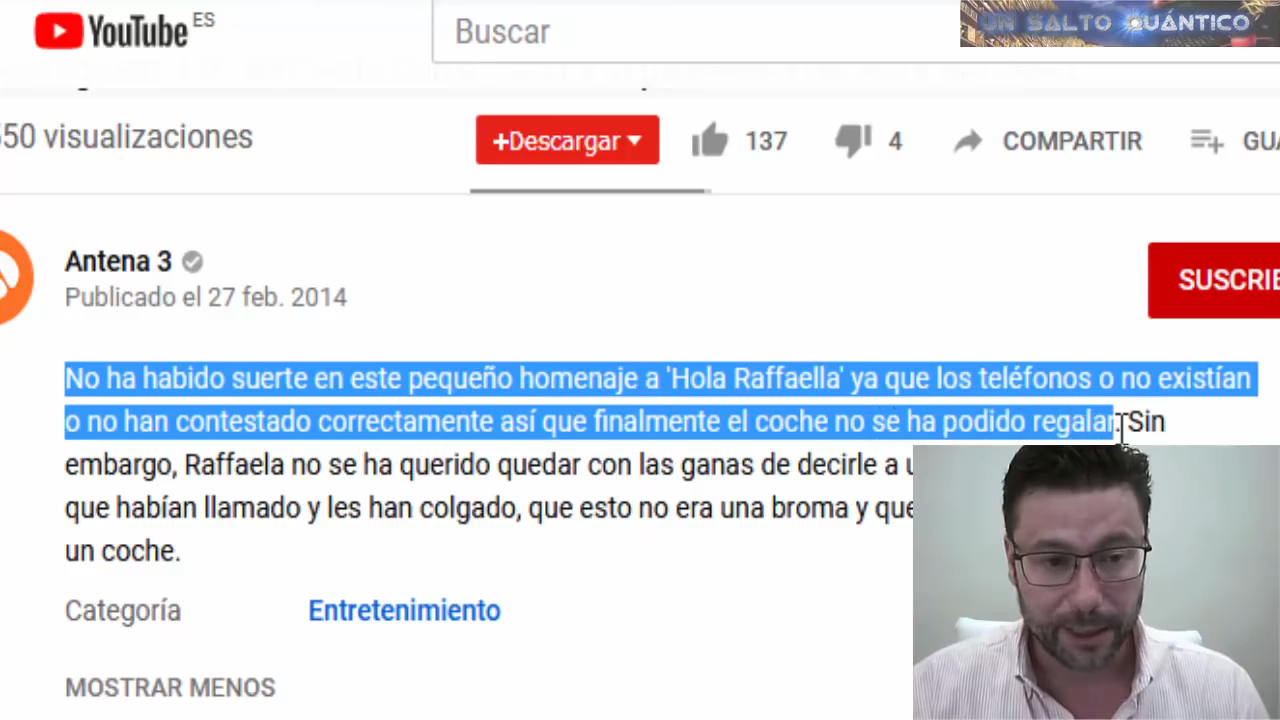 YouTube ES
Buscar
UN SALTO CUÁNTICO
550 visualizaciones
+Descargar
137
4
COMPARTIR
Antena 3
Publicado el 27 feb. 2014
No ha habido suerte en este pequeño homenaje a 'Hola Raffaella' ya que los teléfonos o no existían
o no han contestado correctamente así que finalmente el coche no se ha podido regalar. Sin
embargo, Raffaela no se ha querido quedar con las ganas de decirle a
que habían llamado y les han colgado, que esto no era una broma y que
un coche.
Categoría
Entretenimiento
MOSTRAR MENOS